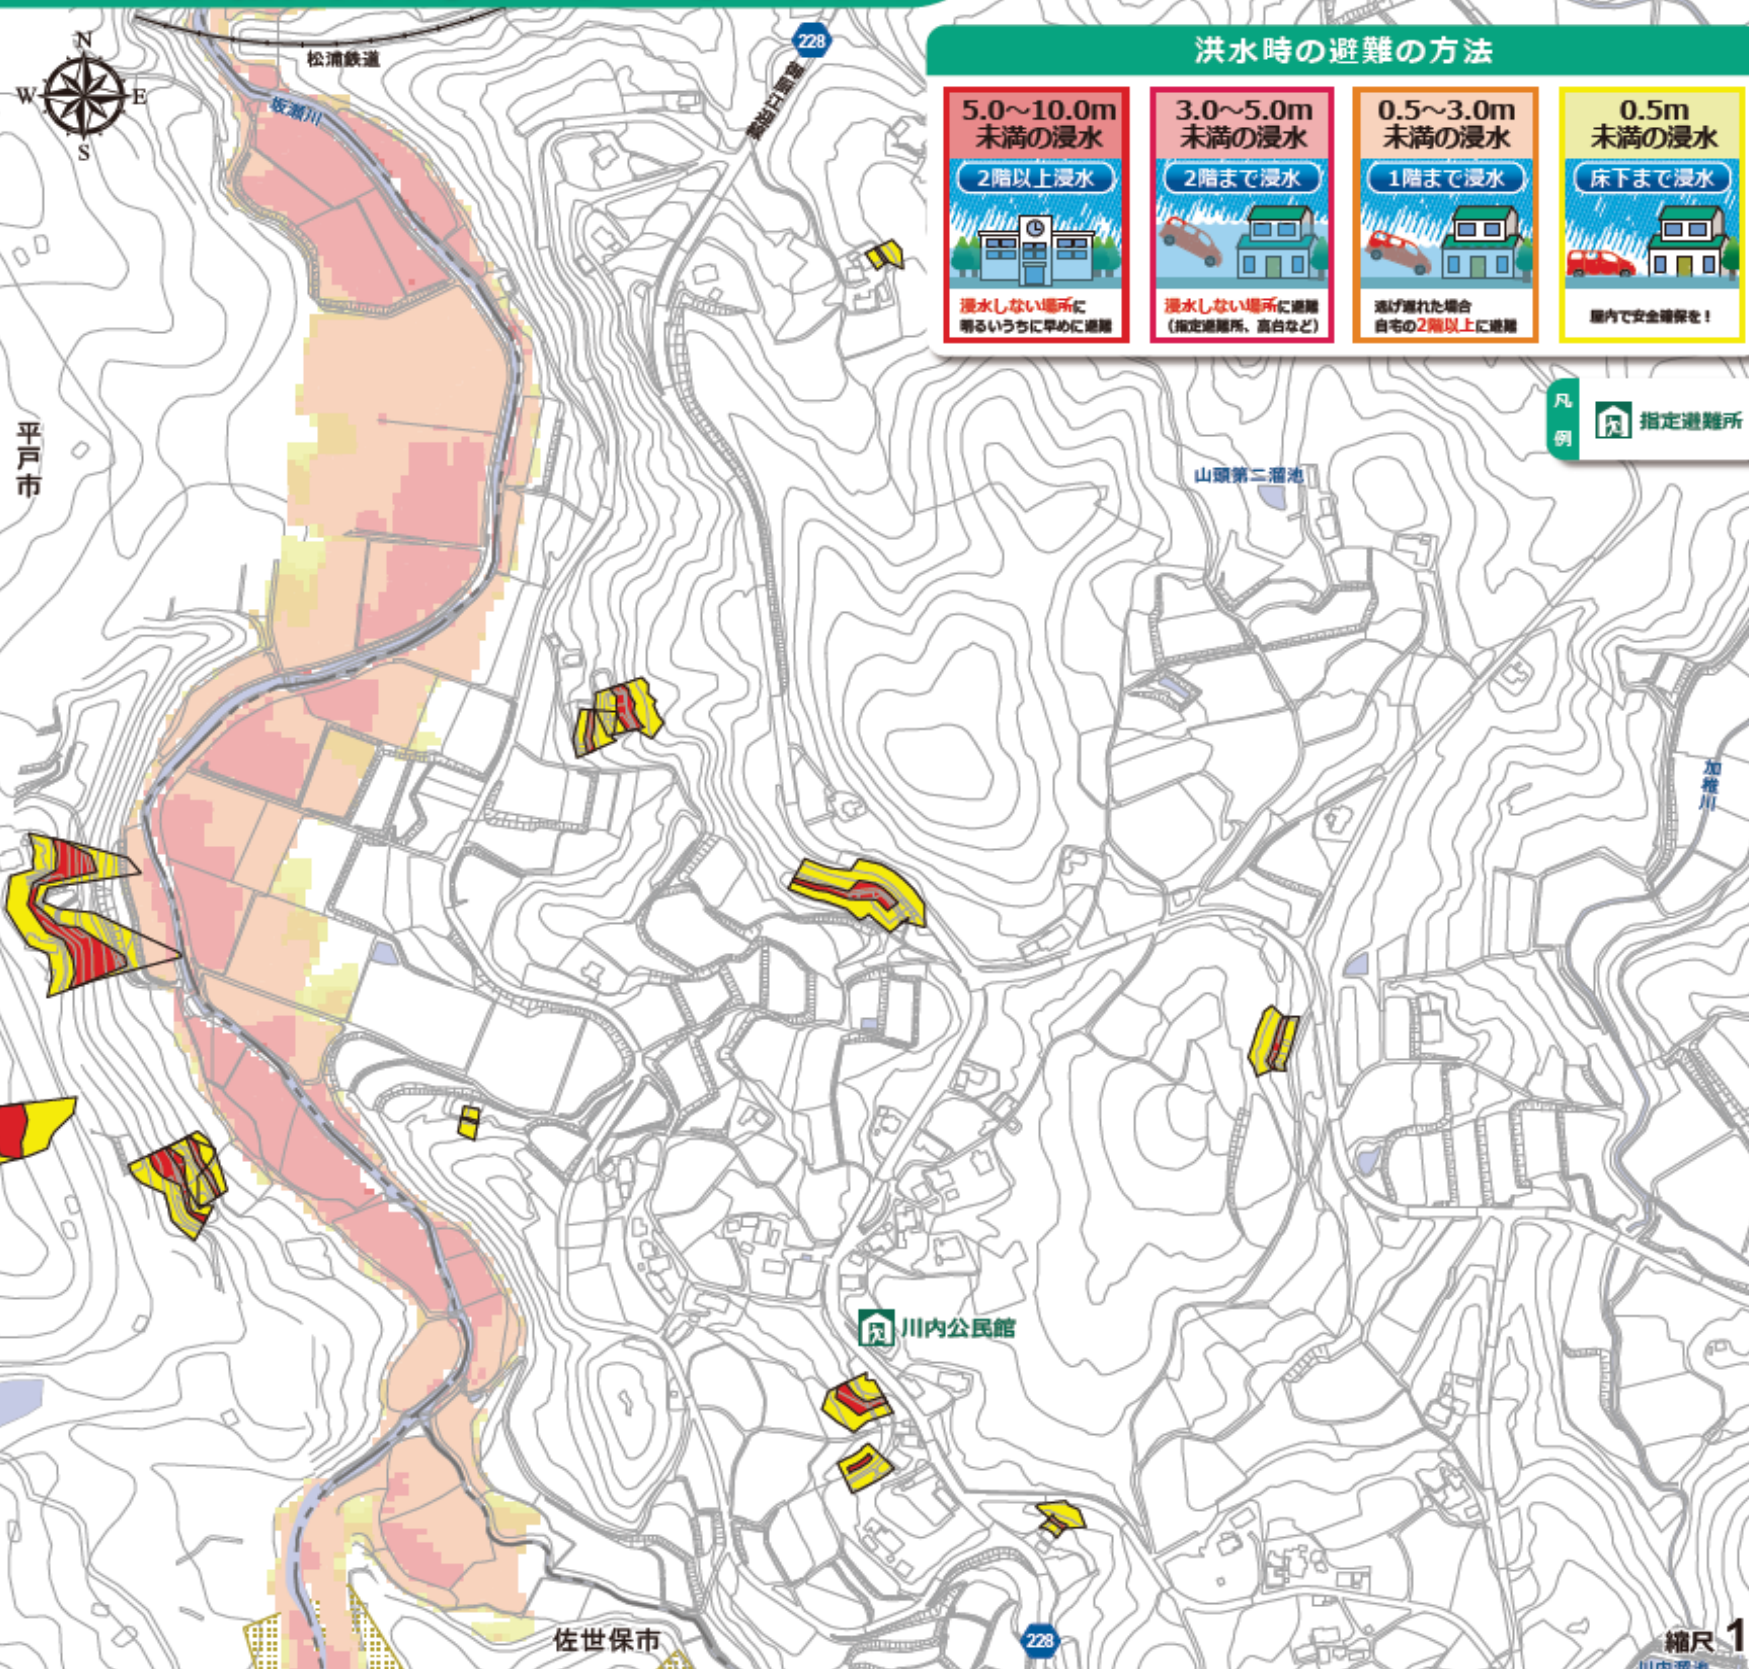 N
W
E
S
松浦鉄道
坂瀬川
228
洪水時の避難の方法
5.0～10.0m
未満の浸水
2階以上浸水
浸水しない場所に
明るいうちに早めに避難
3.0～5.0m
未満の浸水
2階まで浸水
浸水しない場所に避難
(指定避難所、高台など)
0.5～3.0m
未満の浸水
1階まで浸水
逃げ遅れた場合
自宅の2階以上に避難
0.5m
未満の浸水
床下まで浸水
屋内で安全確保を!
凡例
指定避難所
平戸市
山頭第二溜池
川内公民館
佐世保市
228
縮尺 1
川内溜池